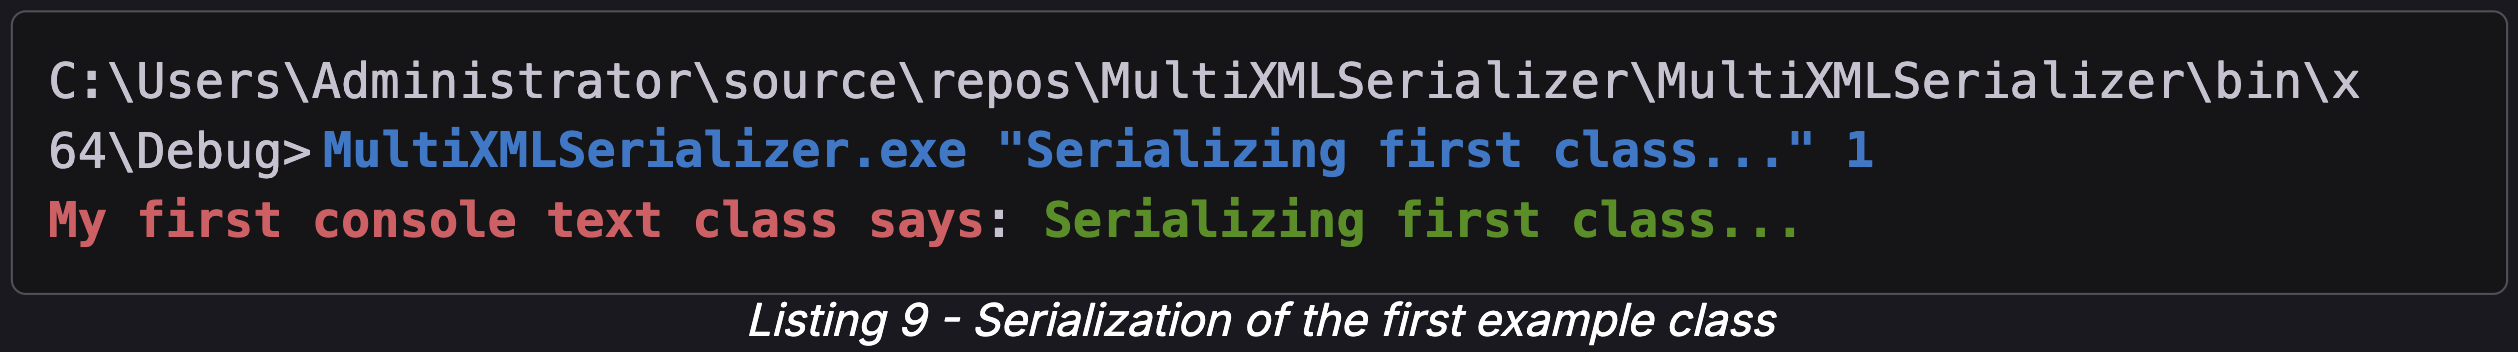 C:\Users\Administrator\source\repos\MultiXMLSerializer\MultiXMLSerializer\bin\x
64\Debug>MultiXMLSerializer.exe "Serializing first class..." 1
My first console text class says: Serializing first class...
Listing 9 - Serialization of the first example class